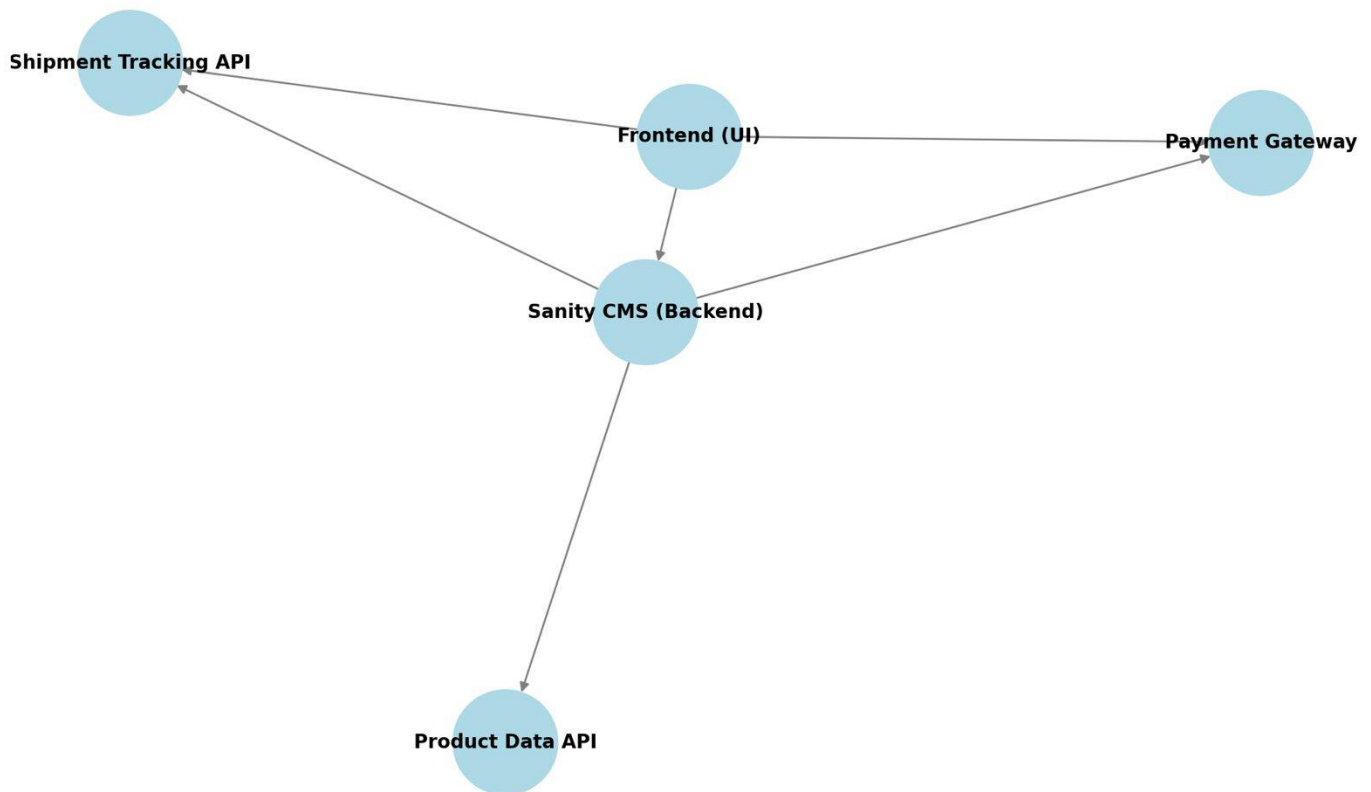 Shipment Tracking API
Frontend (UI)
Payment Gateway
Sanity CMS (Backend)
Product Data API